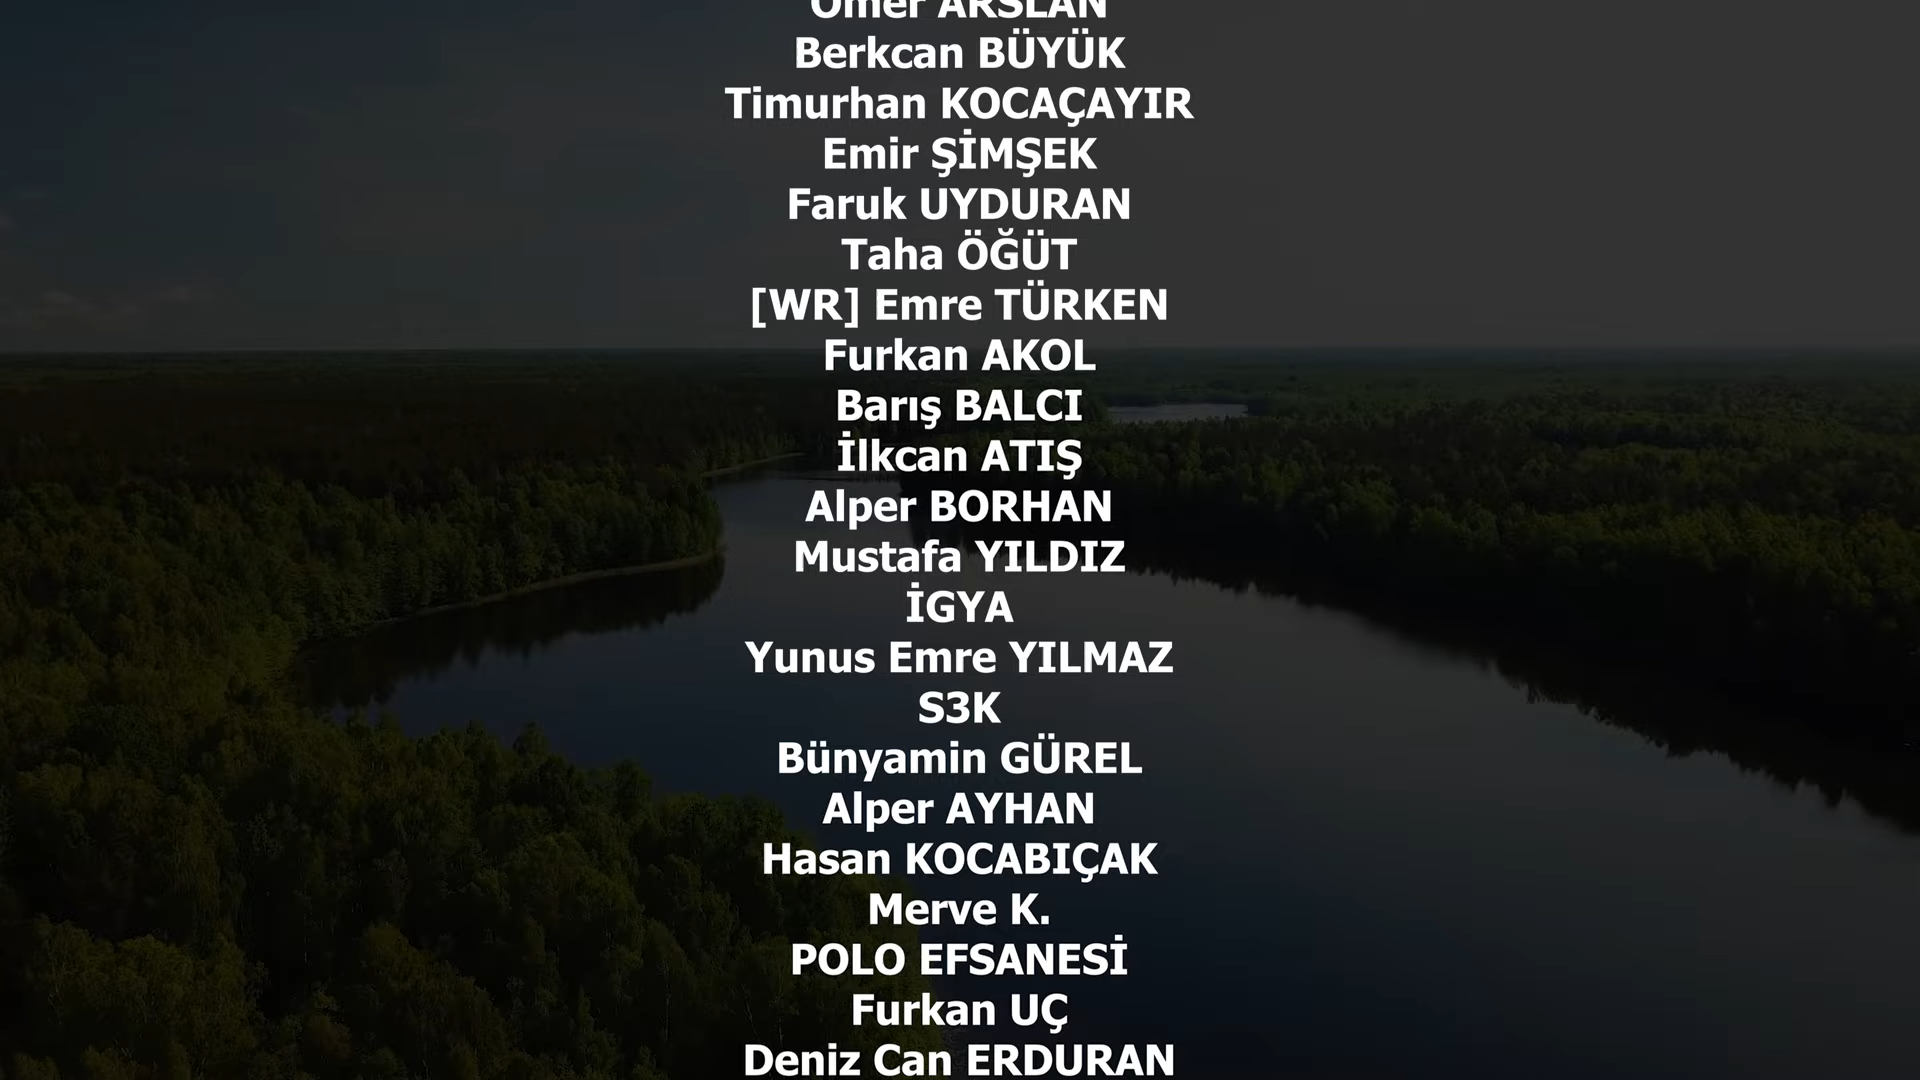 Ömer ARSLAN
Berkcan BÜYÜK
Timurhan KOCAÇAYIR
Emir ŞİMŞEK
Faruk UYDURAN
Taha ÖĞÜT
[WR] Emre TÜRKEN
Furkan AKOL
Barış BALCI
İlkcan ATIŞ
Alper BORHAN
Mustafa YILDIZ
İGYA
Yunus Emre YILMAZ
S3K
Bünyamin GÜREL
Alper AYHAN
Hasan KOCABIÇAK
Merve K.
POLO EFSANESİ
Furkan UÇ
Deniz Can ERDURAN